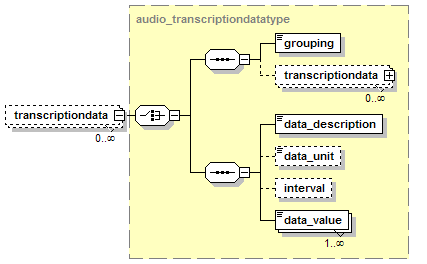 audio_transcriptiondatatype
grouping
transcriptiondata
0..∞
transcriptiondata
0..∞
data_description
data_unit
interval
data_value
1..∞